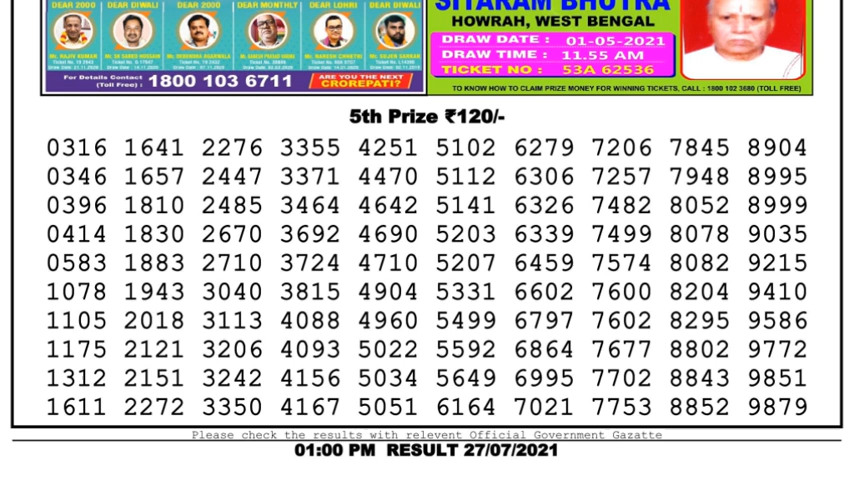 DEAR 2000 DEAR DIWALI DEAR 2000 DEAR MONTHLY DEAR LOHRI DEAR DIWALI
For Details Contact
(Toll Free) : 1800 103 6711 ARE YOU THE NEXT
CROREPATI?
SITARAM BHUTRA
HOWRAH, WEST BENGAL
DRAW DATE : 01-05-2021
DRAW TIME : 11.55 AM
TICKET NO : 53A 62536
TO KNOW HOW TO CLAIM PRIZE MONEY FOR WINNING TICKETS, CALL : 1800 102 3680 (TOLL FREE)
5th Prize ₹120/-
0316 1641 2276 3355 4251 5102 6279 7206 7845 8904
0346 1657 2447 3371 4470 5112 6306 7257 7948 8995
0396 1810 2485 3464 4642 5141 6326 7482 8052 8999
0414 1830 2670 3692 4690 5203 6339 7499 8078 9035
0583 1883 2710 3724 4710 5207 6459 7574 8082 9215
1078 1943 3040 3815 4904 5331 6602 7600 8204 9410
1105 2018 3113 4088 4960 5499 6797 7602 8295 9586
1175 2121 3206 4093 5022 5592 6864 7677 8802 9772
1312 2151 3242 4156 5034 5649 6995 7702 8843 9851
1611 2272 3350 4167 5051 6164 7021 7753 8852 9879
Please check the results with relevent Official Government Gazatte
01:00 PM RESULT 27/07/2021